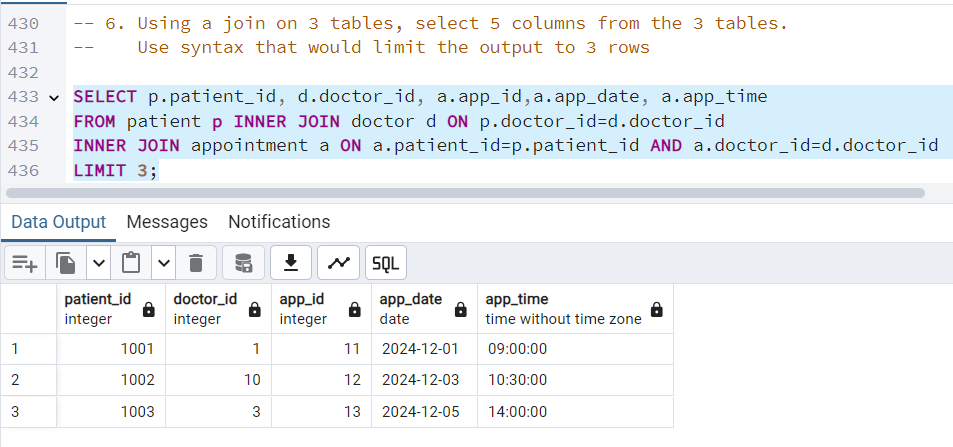 430 -- 6. Using a join on 3 tables, select 5 columns from the 3 tables.
431 -- Use syntax that would limit the output to 3 rows
432
433 SELECT p.patient_id, d.doctor_id, a.app_id,a.app_date, a.app_time
434 FROM patient p INNER JOIN doctor d ON p.doctor_id=d.doctor_id
435 INNER JOIN appointment a ON a.patient_id=p.patient_id AND a.doctor_id=d.doctor_id
436 LIMIT 3;
Data Output Messages Notifications
SQL
patient_id doctor_id app_id app_date app_time
integer integer integer date time without time zone
1 1001 1 11 2024-12-01 09:00:00
2 1002 10 12 2024-12-03 10:30:00
3 1003 3 13 2024-12-05 14:00:00